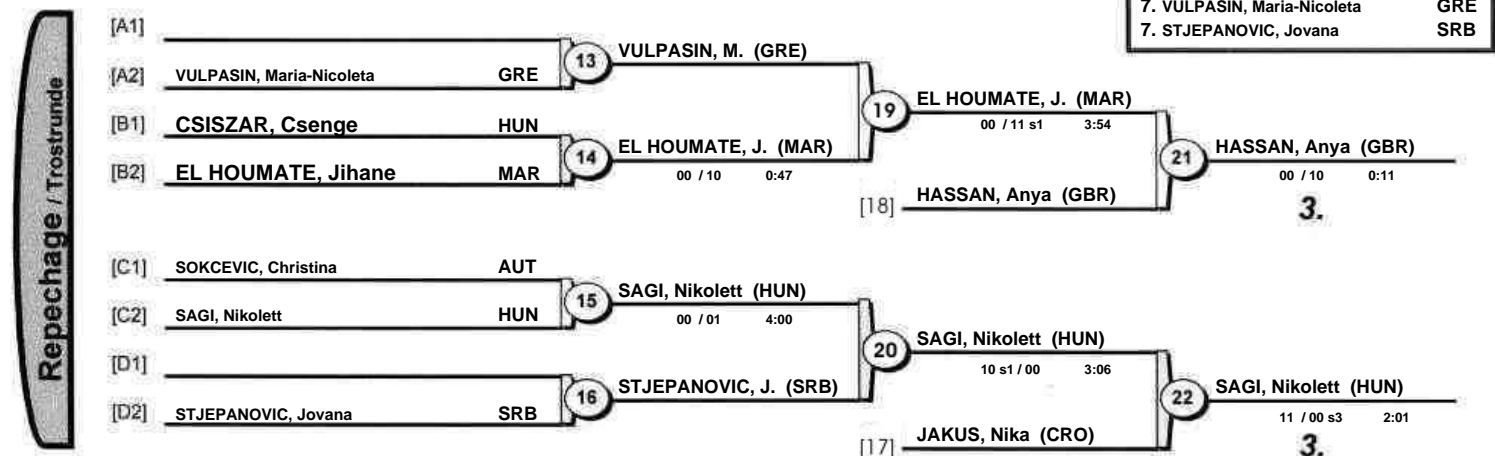 7. VULPASIN, Maria-Nicoleta GRE
7. STJEPANOVIC, Jovana SRB
Repechage / Trostrunde
[A1]
[A2] VULPASIN, Maria-Nicoleta GRE
13 VULPASIN, M. (GRE)
[B1] CSISZAR, Csenge HUN
[B2] EL HOUMATE, Jihane MAR
14 EL HOUMATE, J. (MAR)
00 / 10 0:47
19 EL HOUMATE, J. (MAR)
00 / 11 s1 3:54
[18] HASSAN, Anya (GBR)
21 HASSAN, Anya (GBR)
00 / 10 0:11
3.
[C1] SOKCEVIC, Christina AUT
[C2] SAGI, Nikolett HUN
15 SAGI, Nikolett (HUN)
00 / 01 4:00
[D1]
[D2] STJEPANOVIC, Jovana SRB
16 STJEPANOVIC, J. (SRB)
20 SAGI, Nikolett (HUN)
10 s1 / 00 3:06
[17] JAKUS, Nika (CRO)
22 SAGI, Nikolett (HUN)
11 / 00 s3 2:01
3.